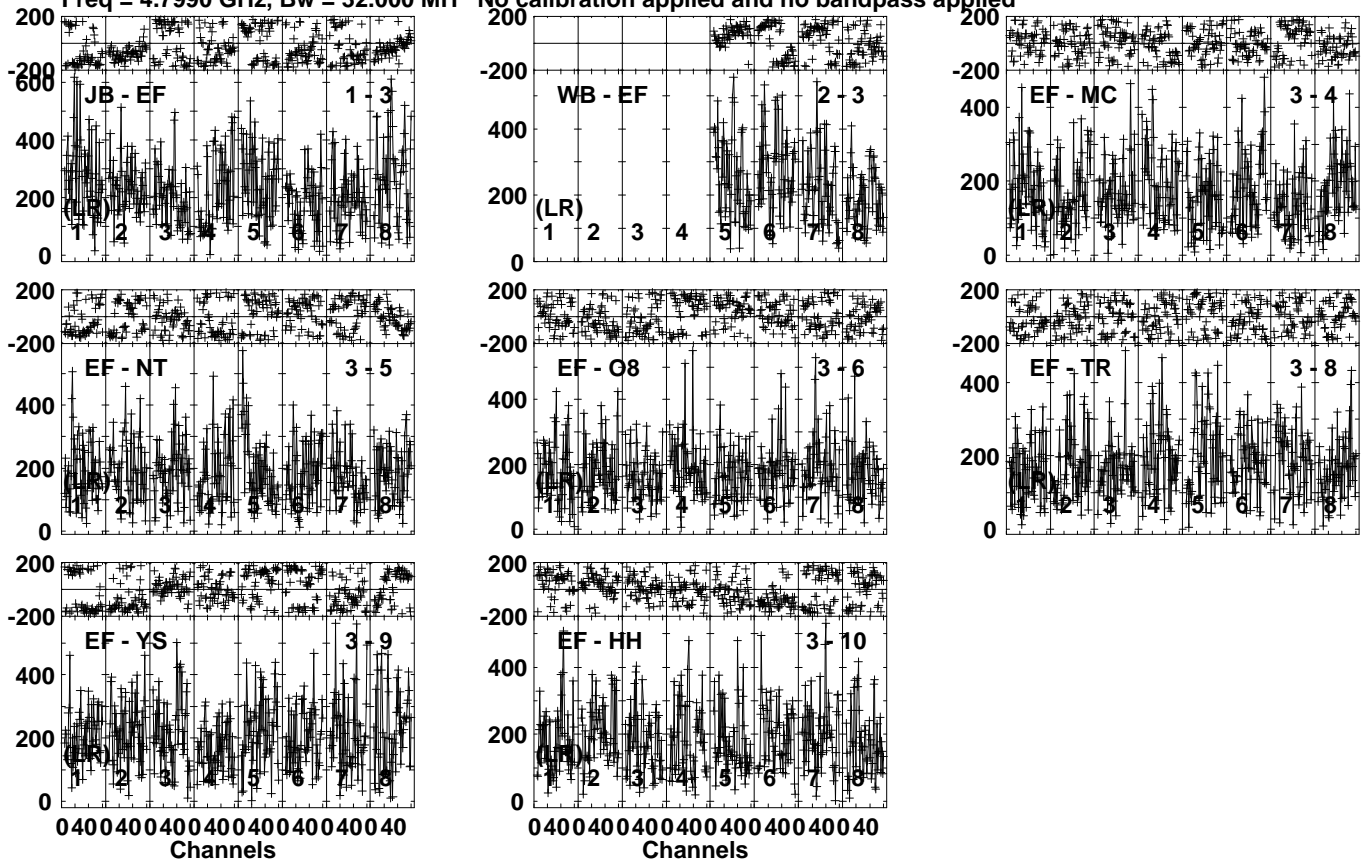 Freq = 4.7990 GHz, Bw = 32.000 MH No calibration applied and no bandpass applied
200
-200
JB - EF 1 - 3
600
400
200
0
(LR)
1 2 3 4 5 6 7 8
200
-200
WB - EF 2 - 3
400
200
0
(LR)
1 2 3 4 5 6 7 8
200
-200
EF - MC 3 - 4
400
200
0
(LR)
1 2 3 4 5 6 7 8
200
-200
EF - NT 3 - 5
400
200
0
(LR)
1 2 3 4 5 6 7 8
200
-200
EF - O8 3 - 6
400
200
0
(LR)
1 2 3 4 5 6 7 8
200
-200
EF - TR 3 - 8
400
200
0
(LR)
1 2 3 4 5 6 7 8
200
-200
EF - YS 3 - 9
400
200
0
(LR)
1 2 3 4 5 6 7 8
0 40 0 40 0 40 0 40 0 40 0 40 0 40 0 40
Channels
200
-200
EF - HH 3 - 10
400
200
0
(LR)
1 2 3 4 5 6 7 8
0 40 0 40 0 40 0 40 0 40 0 40 0 40 0 40
Channels